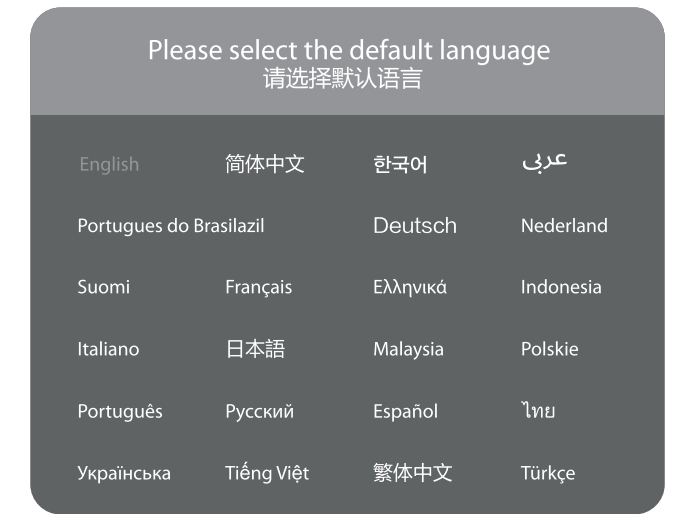 Please select the default language
请选择默认语言
English 简体中文 한국어 عربى
Portugues do Brasilazil Deutsch Nederland
Suomi Français Ελληνικά Indonesia
Italiano 日本語 Malaysia Polskie
Português Русский Español ไทย
Українська Tiếng Việt 繁体中文 Türkçe